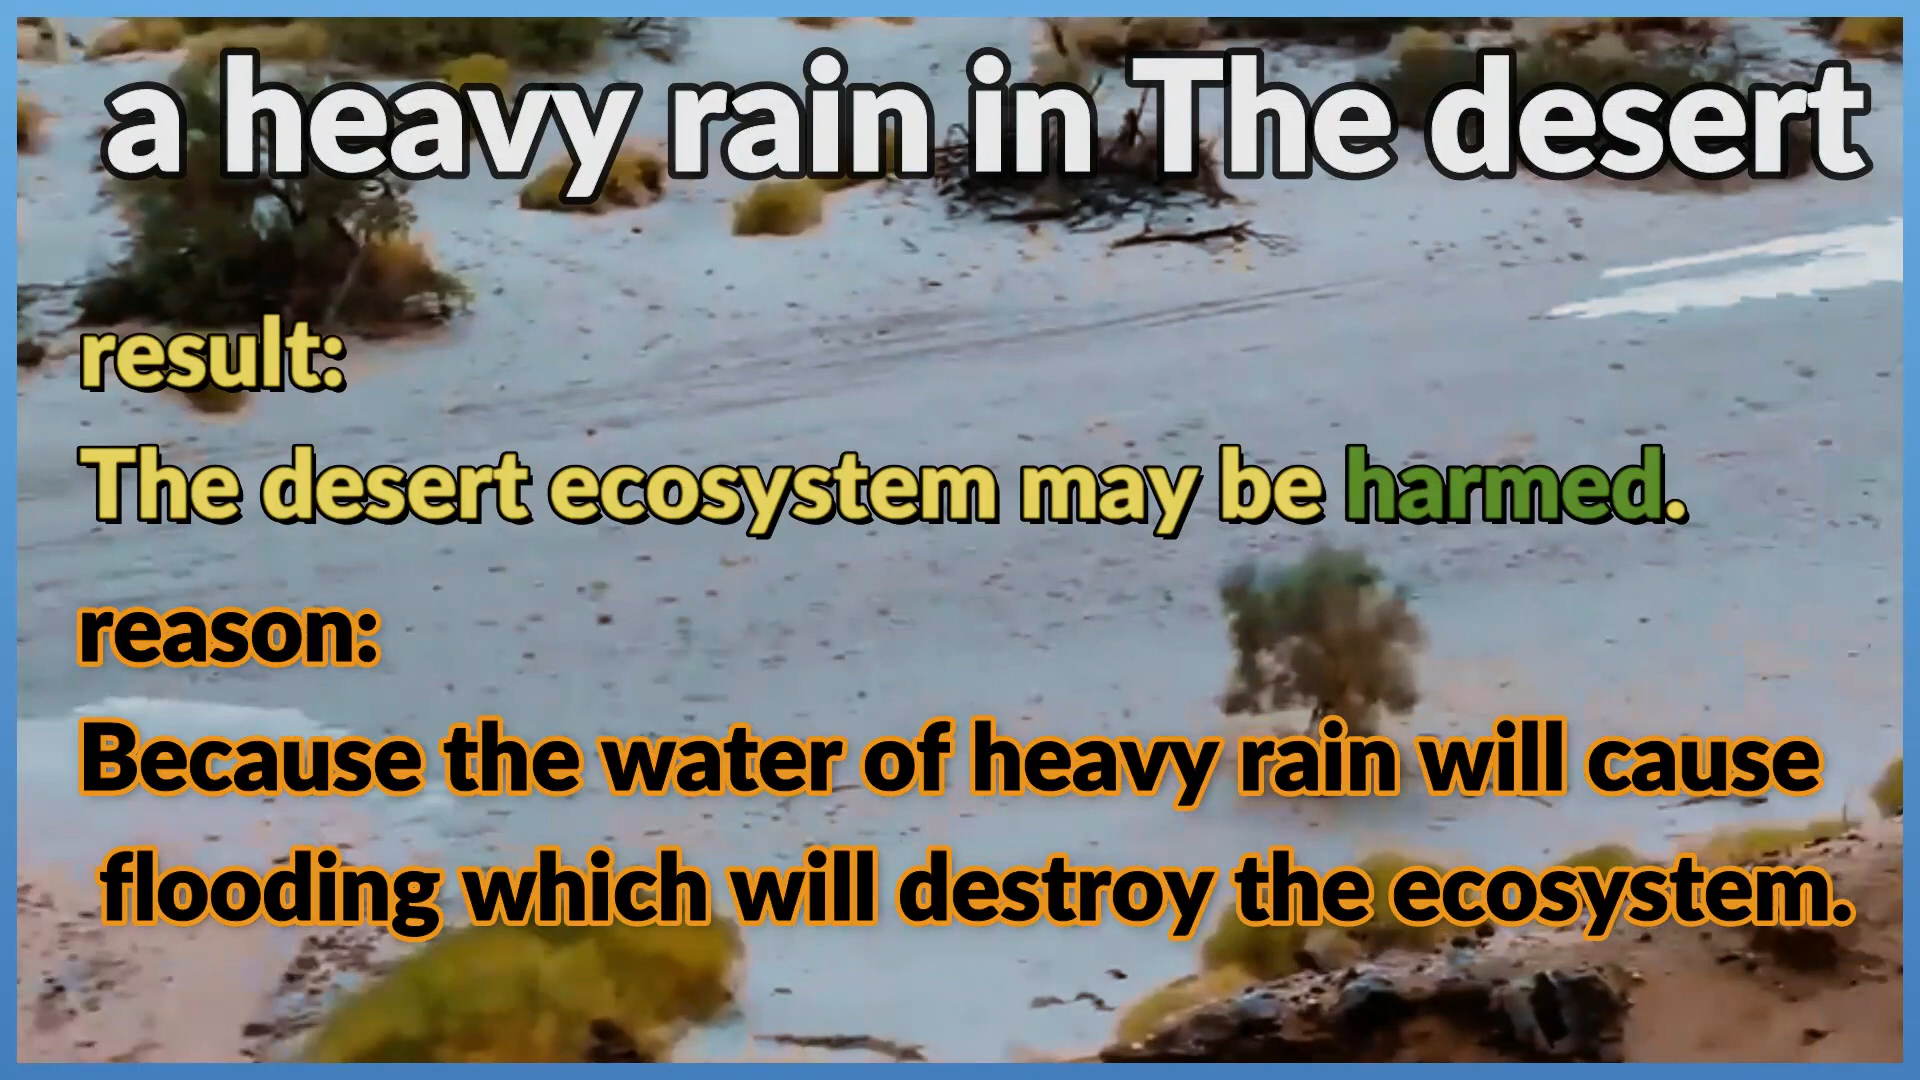 a heavy rain in The desert
result:
The desert ecosystem may be harmed.
reason:
Because the water of heavy rain will cause
flooding which will destroy the ecosystem.